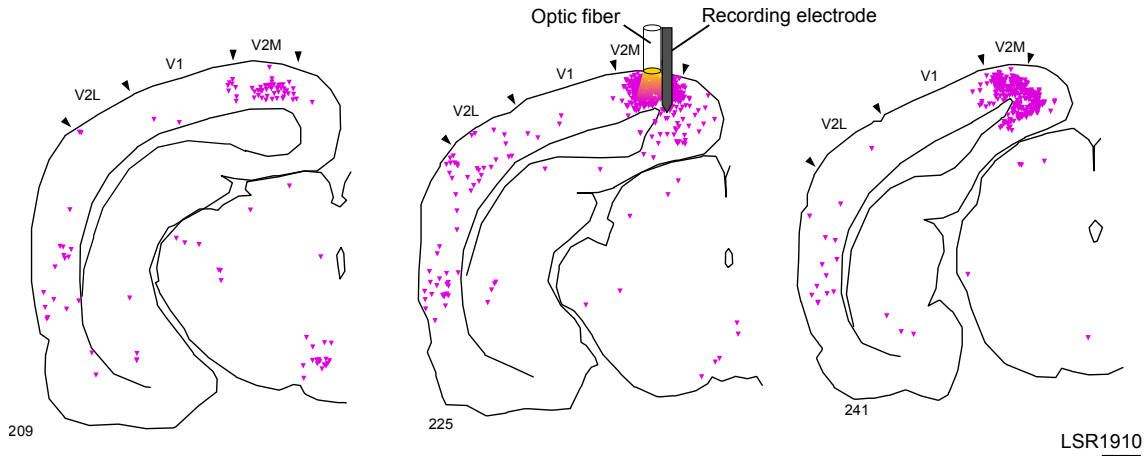 Optic fiber
Recording electrode
V2M
V1
V2L
V2M
V1
V2L
V2M
V1
V2L
209
225
241
LSR1910